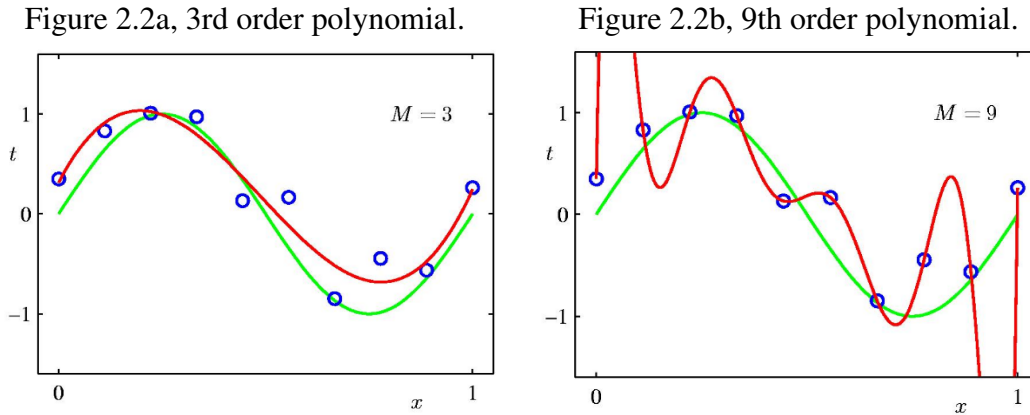 Figure 2.2a, 3rd order polynomial.
Figure 2.2b, 9th order polynomial.
1
t
0
−1
M = 3
0
x
1
1
t
0
−1
M = 9
0
x
1